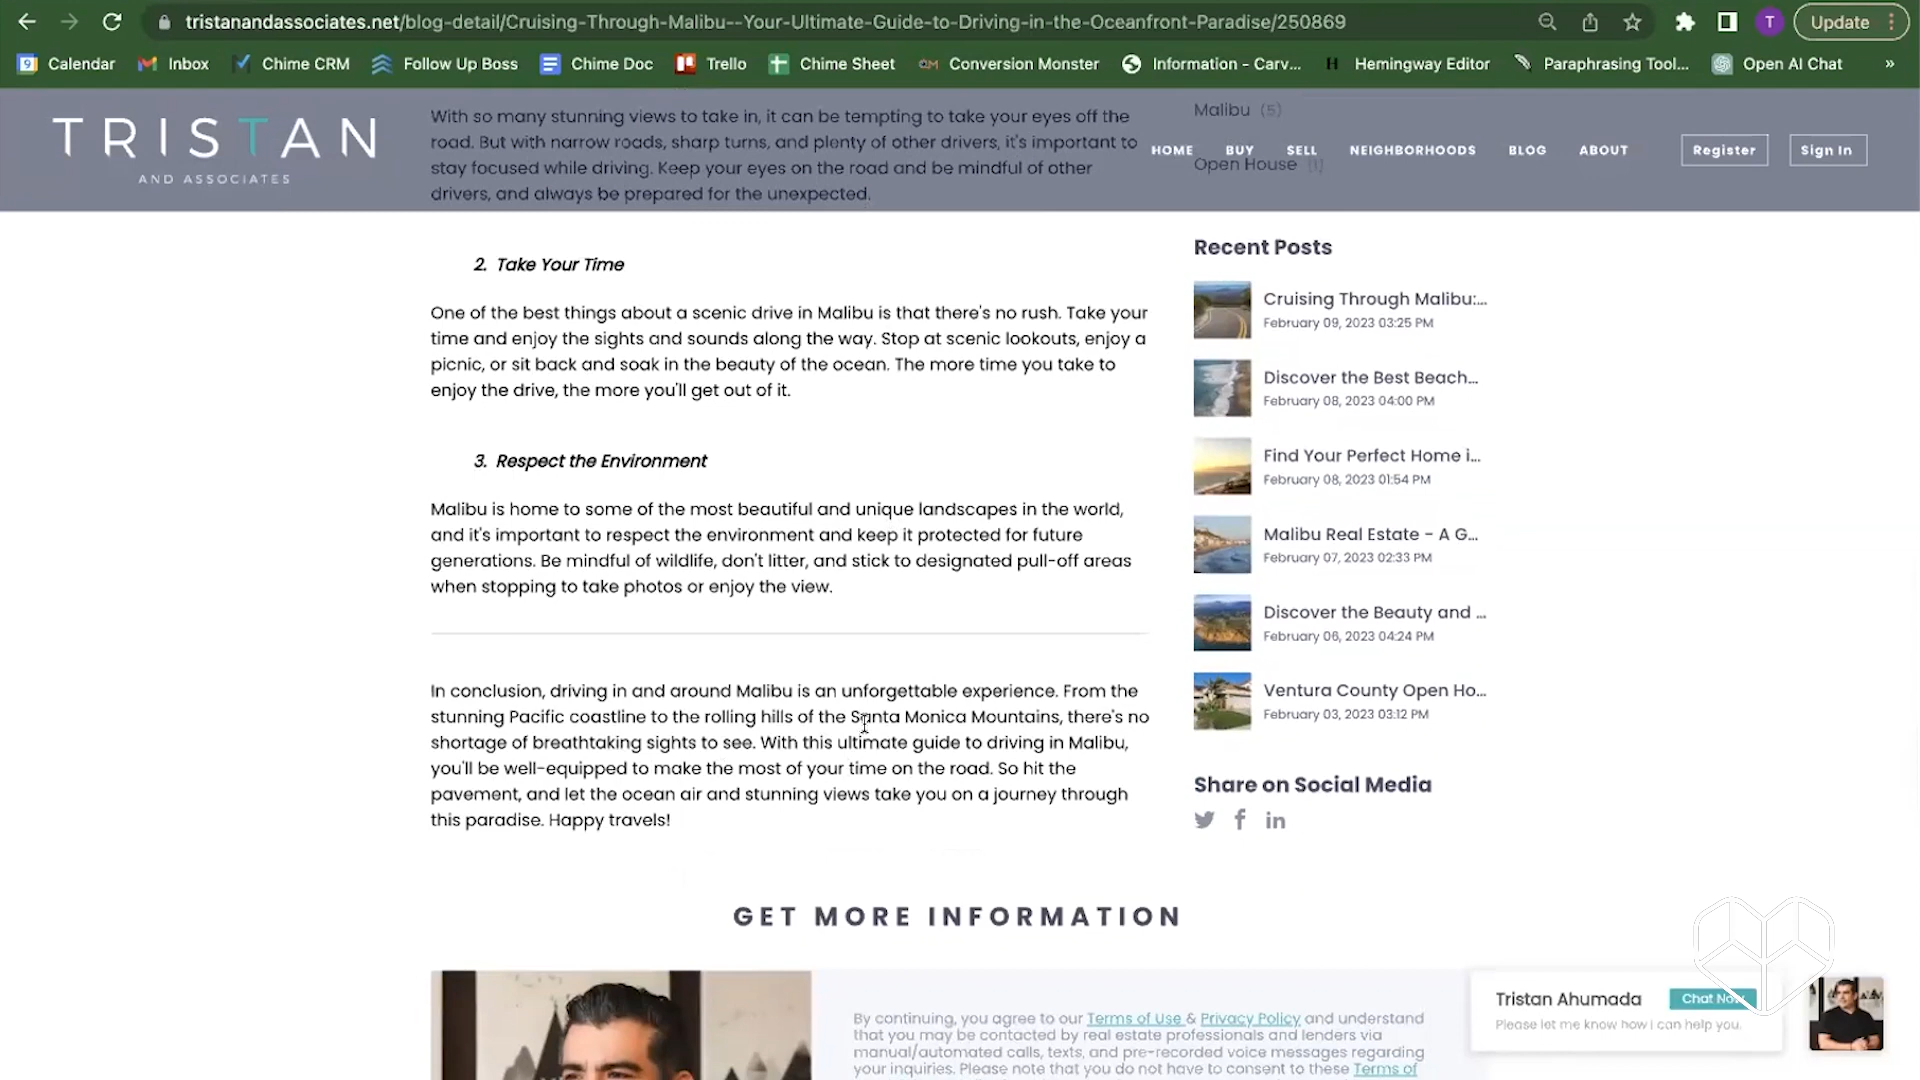 tristanandassociates.net/blog-detail/Cruising-Through-Malibu--Your-Ultimate-Guide-to-Driving-in-the-Oceanfront-Paradise/250869
T
Update
9 Calendar
Inbox
Chime CRM
Follow Up Boss
Chime Doc
Trello
Chime Sheet
CM Conversion Monster
Information - Carv...
H Hemingway Editor
Paraphrasing Tool...
Open AI Chat
»
TRISTAN
AND ASSOCIATES
HOME
BUY
SELL
NEIGHBORHOODS
BLOG
ABOUT
Register
Sign In
With so many stunning views to take in, it can be tempting to take your eyes off the
road. But with narrow roads, sharp turns, and plenty of other drivers, it's important to
stay focused while driving. Keep your eyes on the road and be mindful of other
drivers, and always be prepared for the unexpected.
2. Take Your Time
One of the best things about a scenic drive in Malibu is that there's no rush. Take your
time and enjoy the sights and sounds along the way. Stop at scenic lookouts, enjoy a
picnic, or sit back and soak in the beauty of the ocean. The more time you take to
enjoy the drive, the more you'll get out of it.
3. Respect the Environment
Malibu is home to some of the most beautiful and unique landscapes in the world,
and it's important to respect the environment and keep it protected for future
generations. Be mindful of wildlife, don't litter, and stick to designated pull-off areas
when stopping to take photos or enjoy the view.
In conclusion, driving in and around Malibu is an unforgettable experience. From the
stunning Pacific coastline to the rolling hills of the Santa Monica Mountains, there's no
shortage of breathtaking sights to see. With this ultimate guide to driving in Malibu,
you'll be well-equipped to make the most of your time on the road. So hit the
pavement, and let the ocean air and stunning views take you on a journey through
this paradise. Happy travels!
Malibu (5)
Open House (1)
Recent Posts
Cruising Through Malibu:...
February 09, 2023 03:25 PM
Discover the Best Beach...
February 08, 2023 04:00 PM
Find Your Perfect Home i...
February 08, 2023 01:54 PM
Malibu Real Estate - A G...
February 07, 2023 02:33 PM
Discover the Beauty and ...
February 06, 2023 04:24 PM
Ventura County Open Ho...
February 03, 2023 03:12 PM
Share on Social Media
GET MORE INFORMATION
By continuing, you agree to our Terms of Use & Privacy Policy and understand
that you may be contacted by real estate professionals and lenders via
manual/automated calls, texts, and pre-recorded voice messages regarding
your inquiries. Please note that you do not have to consent to these Terms of
Tristan Ahumada
Chat Now
Please let me know how i can help you.